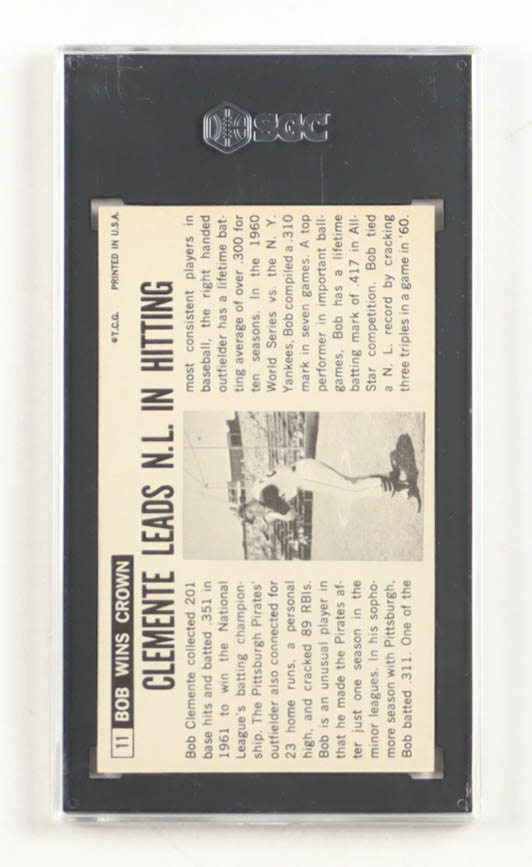 SGC
©T.C.G. PRINTED IN U.S.A.
11 BOB WINS CROWN
CLEMENTE LEADS N.L. IN HITTING
Bob Clemente collected 201
base hits and batted .351 in
1961 to win the National
League's batting champion-
ship. The Pittsburgh Pirates'
outfielder also connected for
23 home runs, a personal
high, and cracked 89 RBIs.
Bob is an unusual player in
that he made the Pirates af-
ter just one season in the
minor leagues. In his sopho-
more season with Pittsburgh,
Bob batted .311. One of the
most consistent players in
baseball, the right handed
outfielder has a lifetime bat-
ting average of over .300 for
ten seasons. In the 1960
World Series vs. the N. Y.
Yankees, Bob compiled a .310
mark in seven games. A top
performer in important ball-
games, Bob has a lifetime
batting mark of .417 in All-
Star competition. Bob tied
a N. L. record by cracking
three triples in a game in '60.